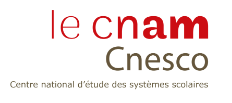 le cnam
Cnesco
Centre national d'étude des systèmes scolaires